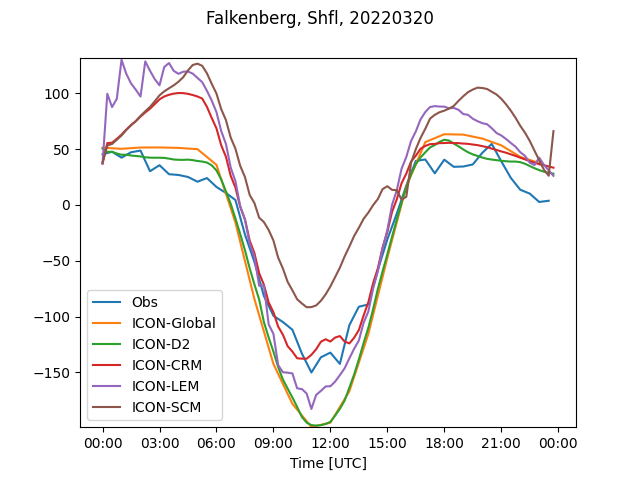 Falkenberg, Shfl, 20220320
100
50
0
−50
−100
−150
Obs
ICON-Global
ICON-D2
ICON-CRM
ICON-LEM
ICON-SCM
00:00 03:00 06:00 09:00 12:00 15:00 18:00 21:00 00:00
Time [UTC]